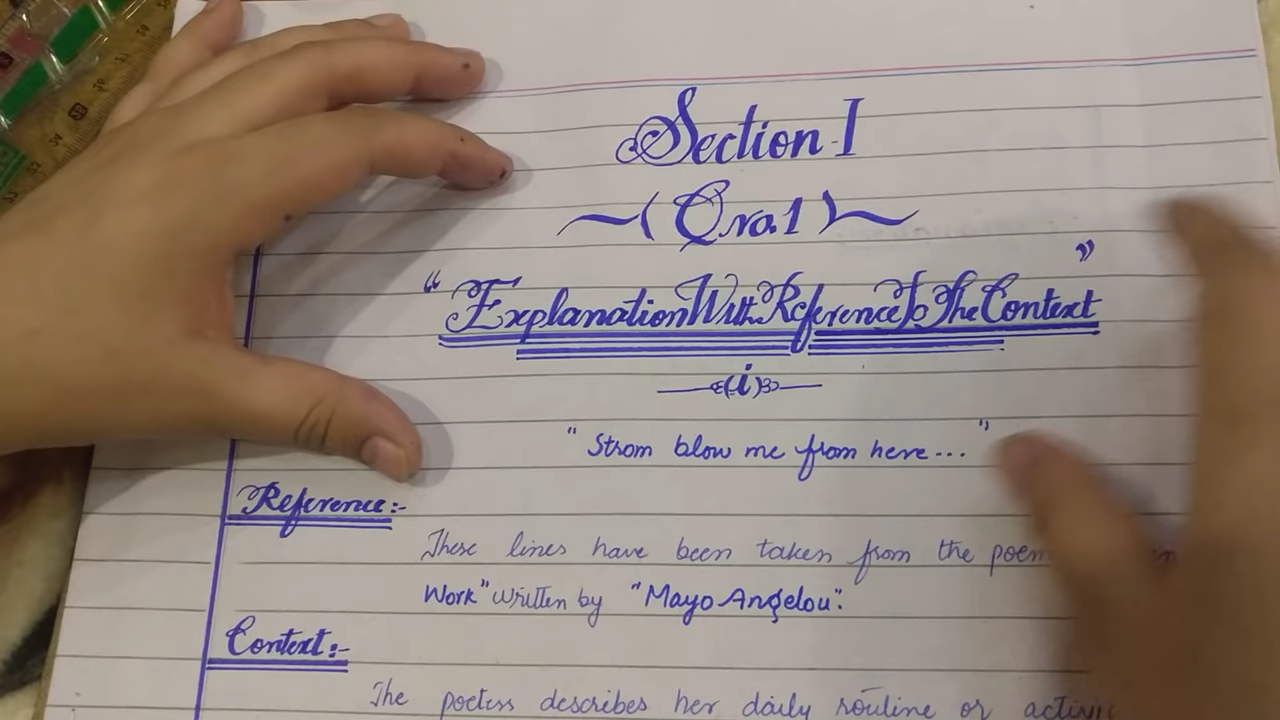 Section-I
(Q no.1)
"Explanation With Reference To The Context"
(i)
"Strom blow me from here..."
Reference:-
These lines have been taken from the poem
Work" written by "Mayo Angelou".
Context:-
The poetess describes her daily routine or